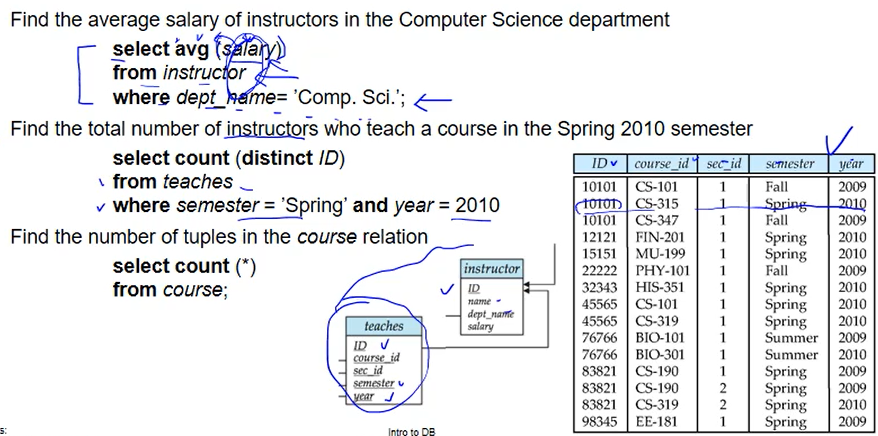 Find the average salary of instructors in the Computer Science department
select avg (salary)
from instructor
where dept_name= ’Comp. Sci.’;
Find the total number of instructors who teach a course in the Spring 2010 semester
select count (distinct ID)
from teaches
where semester = ’Spring’ and year = 2010
Find the number of tuples in the course relation
select count (*)
from course;
instructor
ID
name
dept_name
salary
teaches
ID
course_id
sec_id
semester
year
ID course_id sec_id semester year
10101 CS-101 1 Fall 2009
10101 CS-315 1 Spring 2010
10101 CS-347 1 Fall 2009
12121 FIN-201 1 Spring 2010
15151 MU-199 1 Spring 2010
22222 PHY-101 1 Fall 2009
32343 HIS-351 1 Spring 2010
45565 CS-101 1 Spring 2010
45565 CS-319 1 Spring 2010
76766 BIO-101 1 Summer 2009
76766 BIO-301 1 Summer 2010
83821 CS-190 1 Spring 2009
83821 CS-190 2 Spring 2009
83821 CS-319 2 Spring 2010
98345 EE-181 1 Spring 2009
s:
Intro to DB